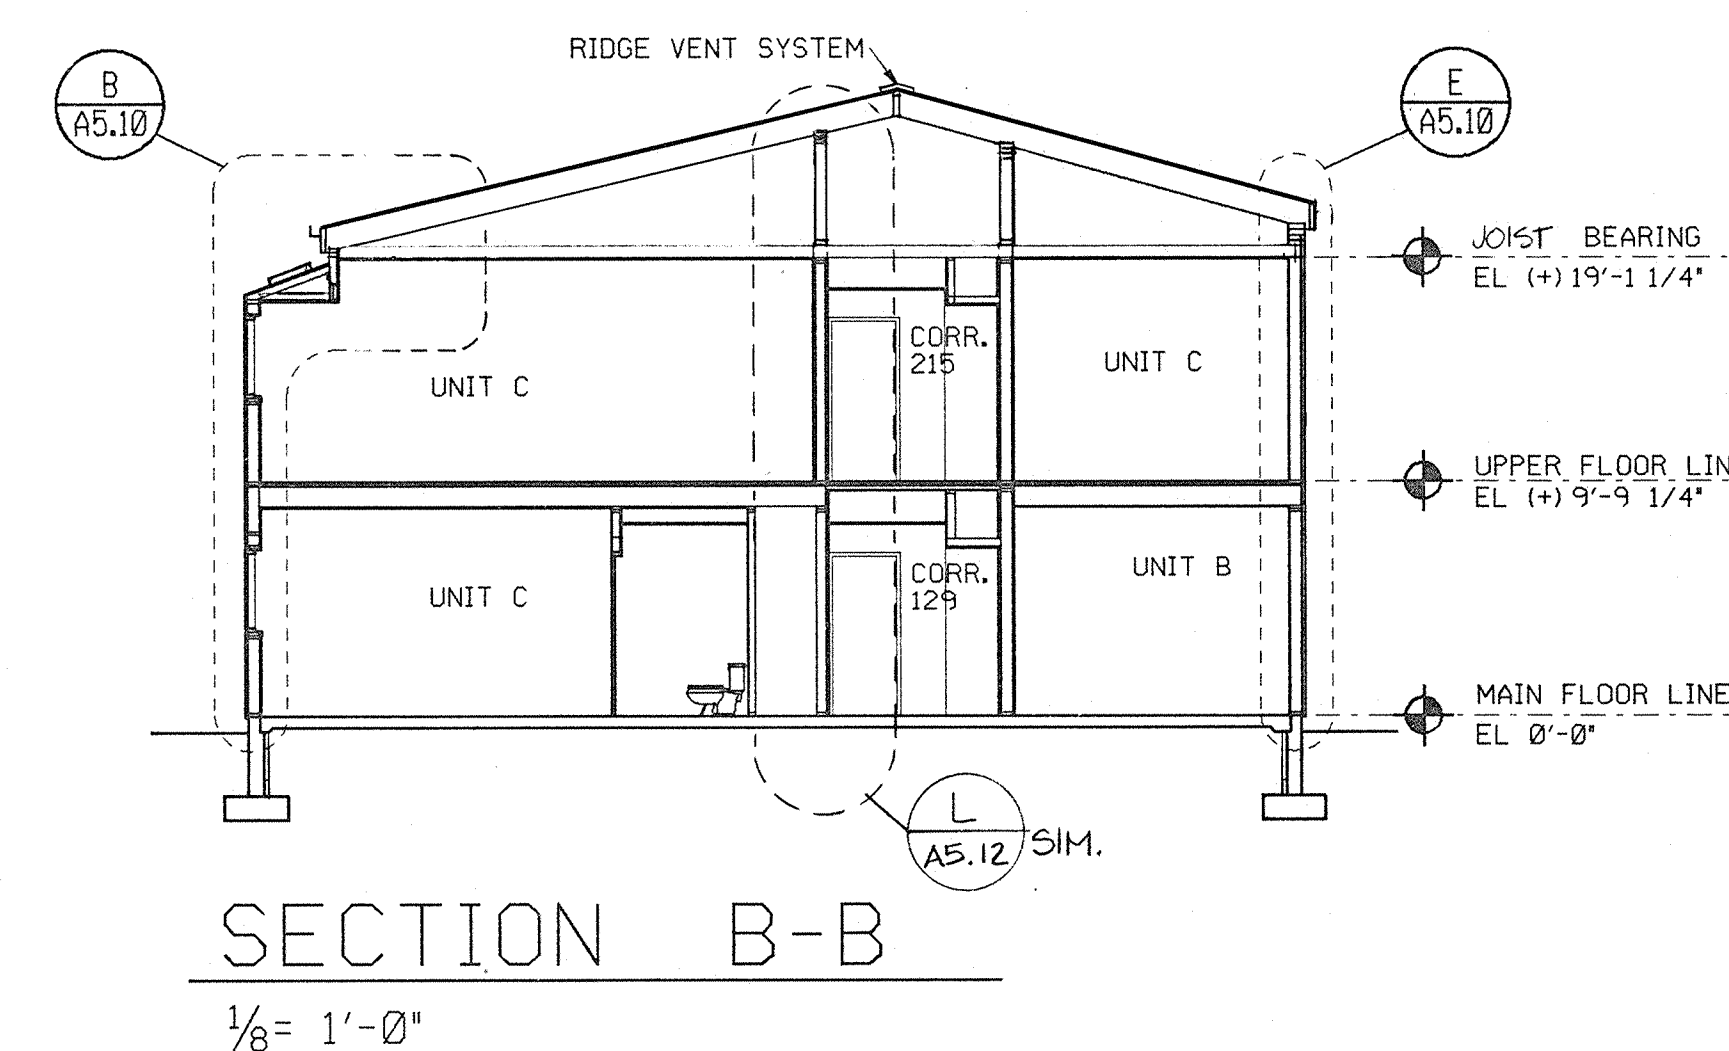 RIDGE VENT SYSTEM
B
A5.10
E
A5.10
JOIST BEARING
EL (+) 19'-1 1/4"
CORR.
215
UNIT C
UNIT C
UPPER FLOOR LIN
EL (+) 9'-9 1/4"
UNIT B
CORR.
129
UNIT C
MAIN FLOOR LINE
EL 0'-0"
L
A5.12
SIM.
SECTION B-B
1/8= 1'-0"